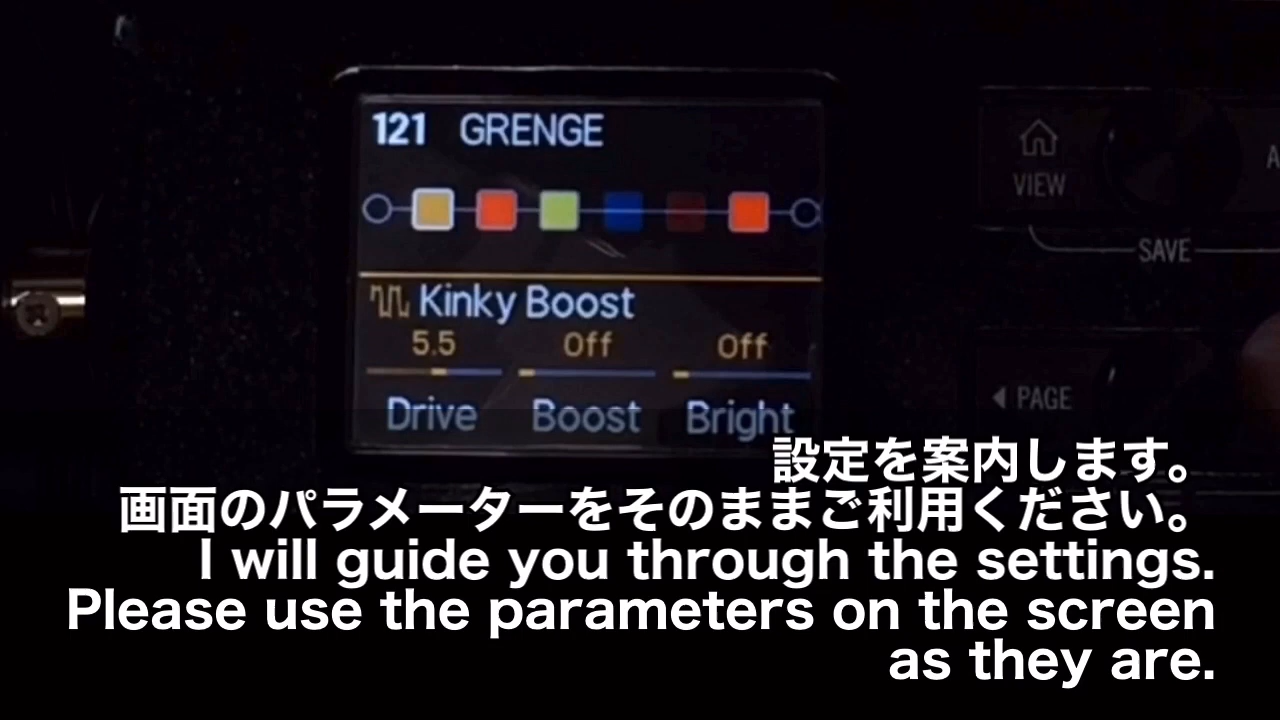 121 GRENGE
Kinky Boost
5.5 Off Off
Drive Boost Bright
VIEW
SAVE
PAGE
設定を案内します。
画面のパラメーターをそのままご利用ください。
I will guide you through the settings.
Please use the parameters on the screen
as they are.